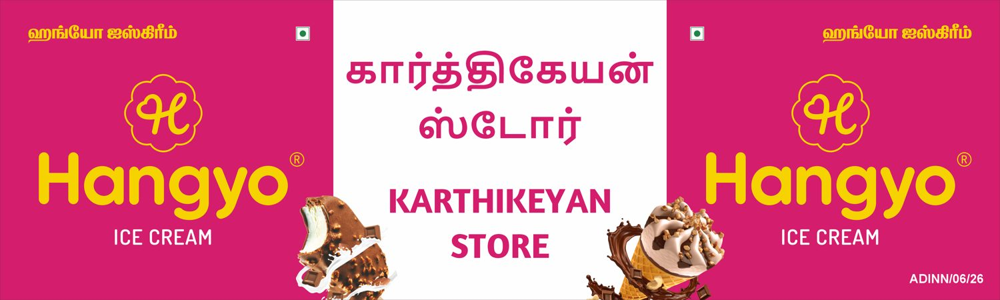 ஹங்யோ ஐஸ்கிரீம்
H
Hangyo®
ICE CREAM
கார்த்திகேயன்
ஸ்டோர்
KARTHIKEYAN
STORE
ஹங்யோ ஐஸ்கிரீம்
H
Hangyo®
ICE CREAM
ADINN/06/26